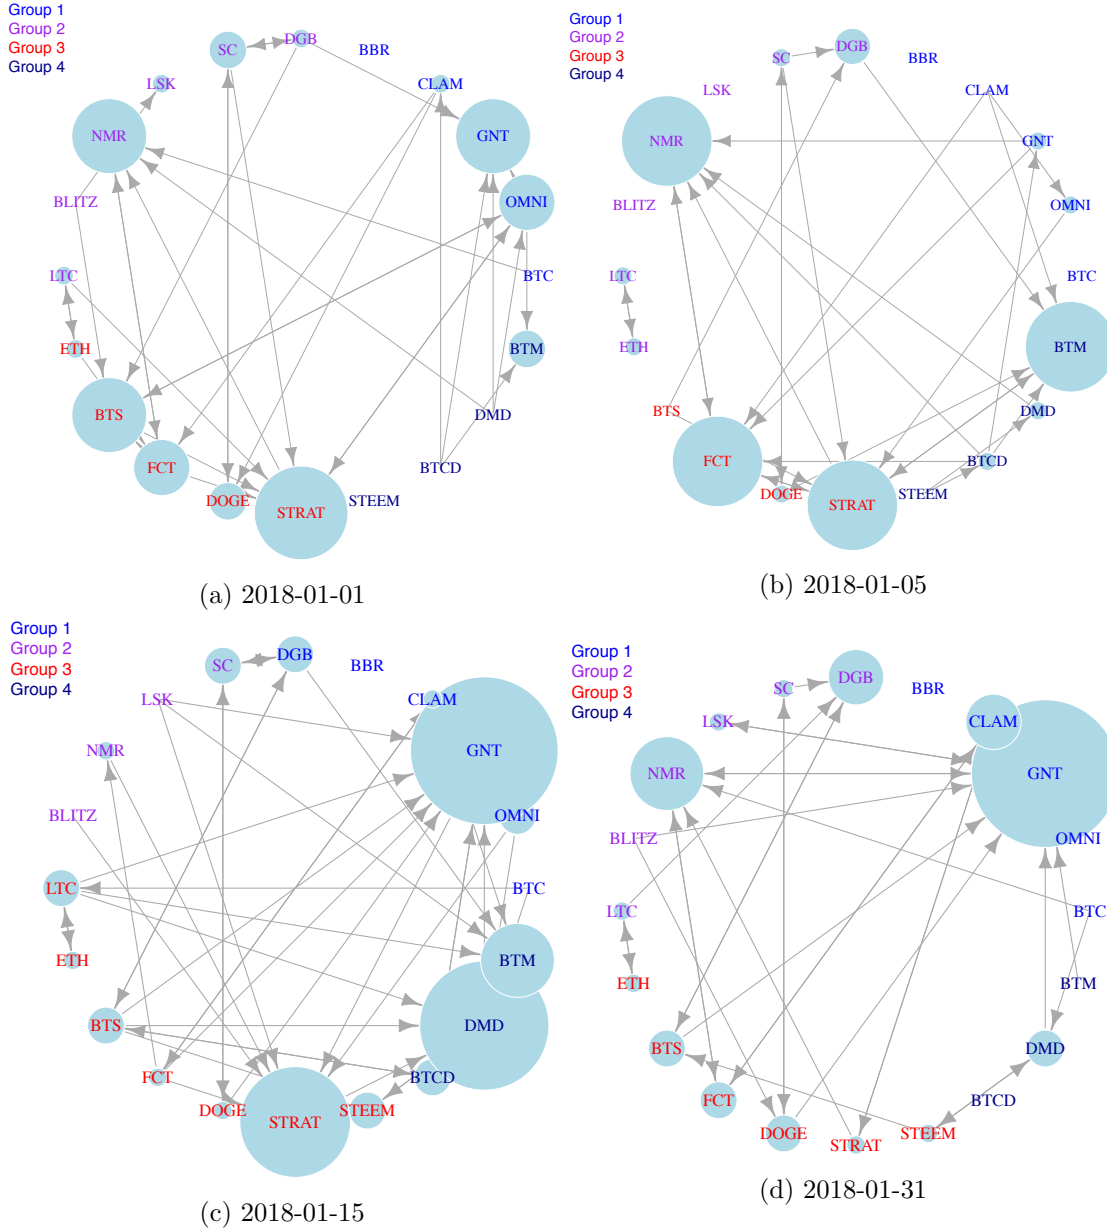 Group 1
Group 2
Group 3
Group 4
DGB
SC
BBR
LSK
CLAM
NMR
GNT
BLITZ
OMNI
LTC
BTC
ETH
BTM
BTS
DMD
FCT
BTCD
DOGE
STRAT
STEEM
(a) 2018-01-01
Group 1
Group 2
Group 3
Group 4
DGB
SC
BBR
LSK
CLAM
NMR
GNT
BLITZ
OMNI
LTC
BTC
ETH
BTM
BTS
DMD
FCT
BTCD
DOGE
STRAT
STEEM
(b) 2018-01-05
Group 1
Group 2
Group 3
Group 4
DGB
SC
BBR
LSK
CLAM
NMR
GNT
BLITZ
OMNI
LTC
BTC
ETH
BTM
BTS
DMD
FCT
BTCD
DOGE
STRAT
STEEM
(c) 2018-01-15
Group 1
Group 2
Group 3
Group 4
DGB
SC
BBR
LSK
CLAM
NMR
GNT
BLITZ
OMNI
LTC
BTC
ETH
BTM
BTS
DMD
FCT
BTCD
DOGE
STRAT
STEEM
(d) 2018-01-31